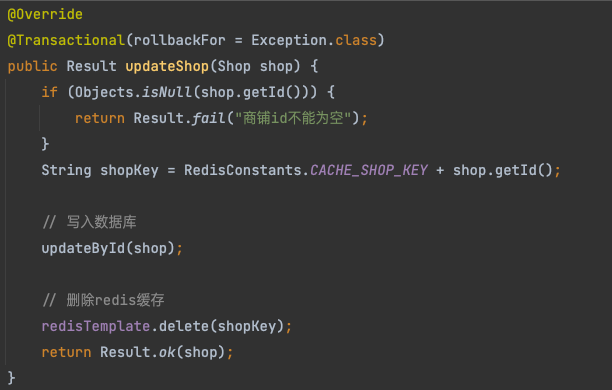 @Override
@Transactional(rollbackFor = Exception.class)
public Result updateShop(Shop shop) {
if (Objects.isNull(shop.getId())) {
return Result.fail("商铺id不能为空");
}
String shopKey = RedisConstants.CACHE_SHOP_KEY + shop.getId();
// 写入数据库
updateById(shop);
// 删除redis缓存
redisTemplate.delete(shopKey);
return Result.ok(shop);
}